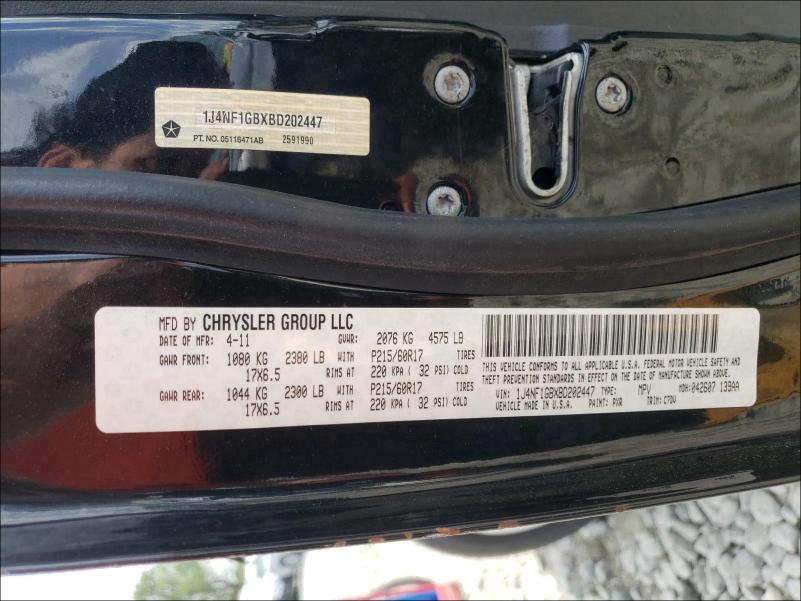 1J4NF1GBXBD202447
PT. NO. 05116471AB 2591990
MFD BY CHRYSLER GROUP LLC
DATE OF MFR: 4-11 GVWR: 2076 KG 4575 LB
GAWR FRONT: 1080 KG 2380 LB WITH P215/60R17 TIRES
17X6.5 RIMS AT 220 KPA ( 32 PSI) COLD
GAWR REAR: 1044 KG 2300 LB WITH P215/60R17 TIRES
17X6.5 RIMS AT 220 KPA ( 32 PSI) COLD
THIS VEHICLE CONFORMS TO ALL APPLICABLE U.S.A. FEDERAL MOTOR VEHICLE SAFETY, BUMPER, AND
THEFT PREVENTION STANDARDS IN EFFECT ON THE DATE OF MANUFACTURE SHOWN ABOVE.
VIN: 1J4NF1GBXBD202447 TYPE: MPV MDH: 042607 139AA
VEHICLE MADE IN U.S.A. PAINT: PXR TRIM: C7DV